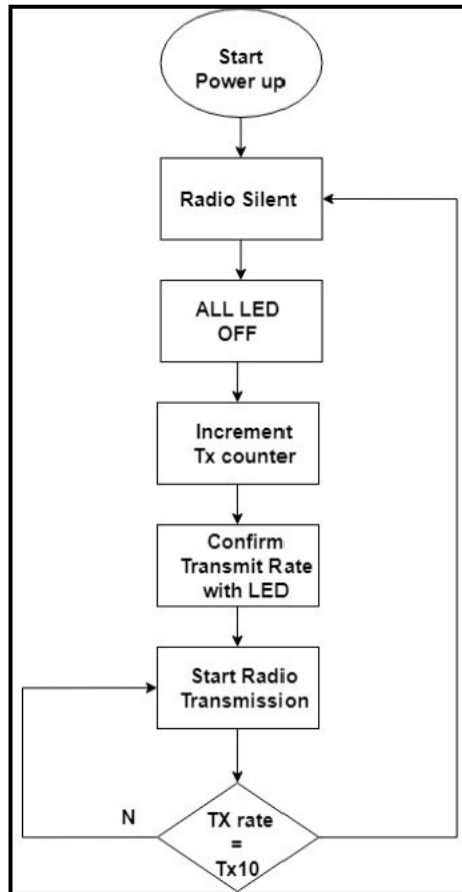 Start
Power up
Radio Silent
ALL LED
OFF
Increment
Tx counter
Confirm
Transmit Rate
with LED
Start Radio
Transmission
N
TX rate
=
Tx10